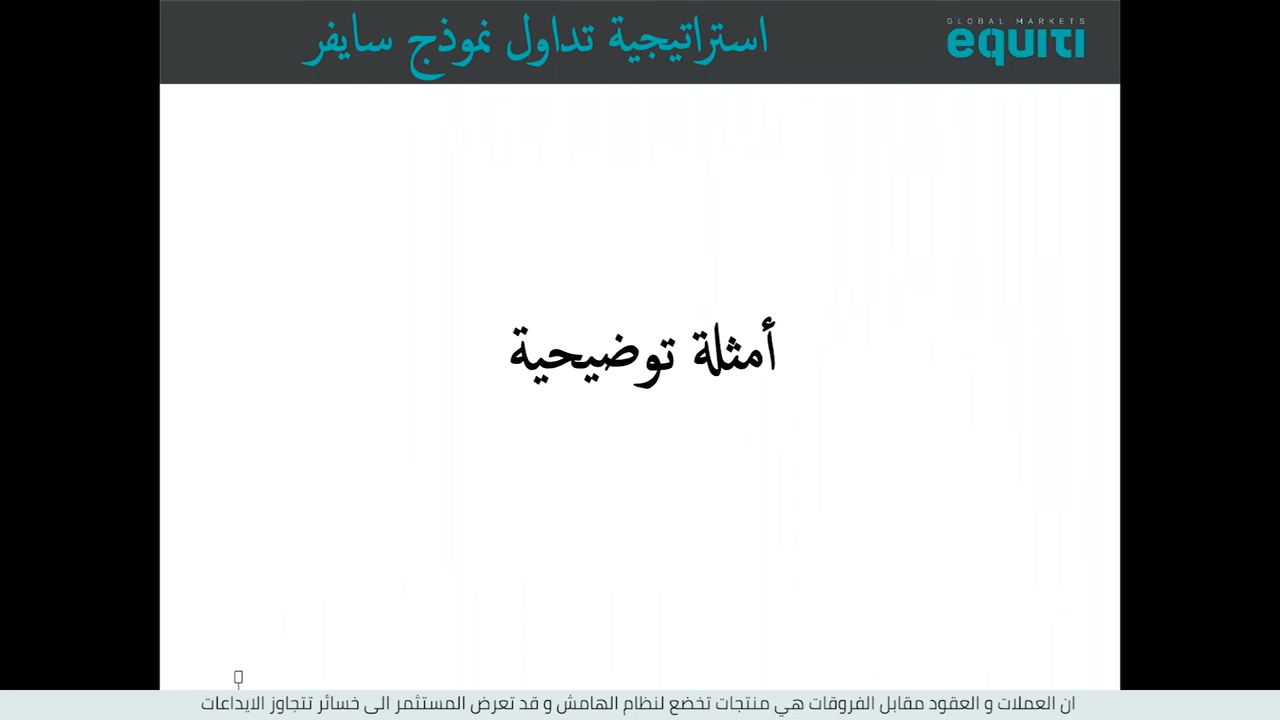 استراتيجية تداول نموذج سايفر
GLOBAL MARKETS
equiti
أمثلة توضيحية
ان العملات و العقود مقابل الفروقات هي منتجات تخضع لنظام الهامش و قد تعرض المستثمر الى خسائر تتجاوز الايداعات